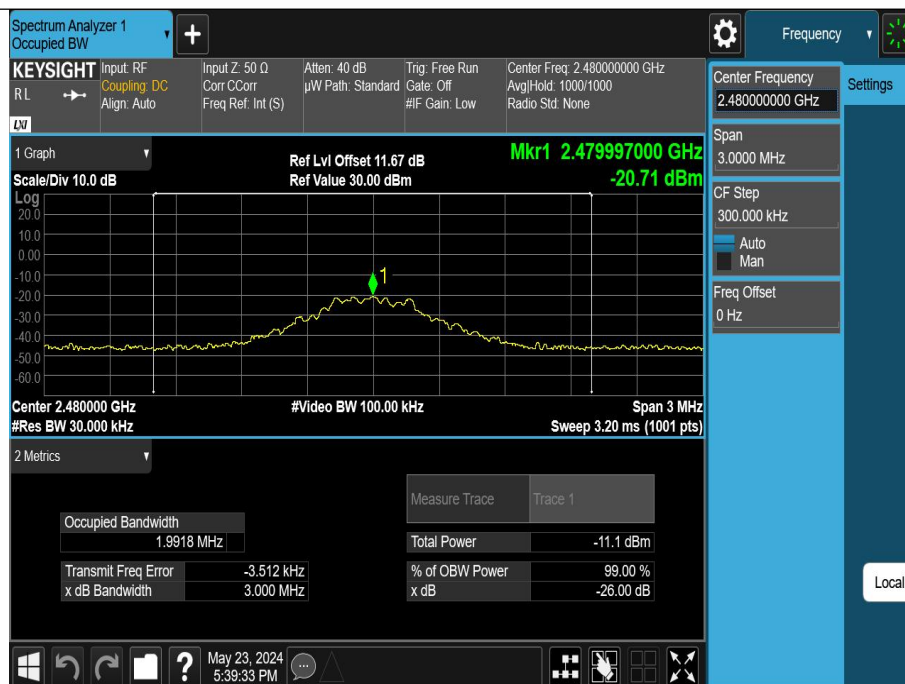 Spectrum Analyzer 1
Occupied BW
Frequency
KEYSIGHT
RL
LXI
Input: RF
Coupling: DC
Align: Auto
Input Z: 50 Ω
Corr CCorr
Freq Ref: Int (S)
Atten: 40 dB
µW Path: Standard
Trig: Free Run
Gate: Off
#IF Gain: Low
Center Freq: 2.480000000 GHz
Avg|Hold: 1000/1000
Radio Std: None
1 Graph
Scale/Div 10.0 dB
Ref Lvl Offset 11.67 dB
Ref Value 30.00 dBm
Mkr1 2.479997000 GHz
-20.71 dBm
Log
20.0
10.0
0.00
-10.0
-20.0
-30.0
-40.0
-50.0
-60.0
1
Center 2.480000 GHz
#Res BW 30.000 kHz
#Video BW 100.00 kHz
Span 3 MHz
Sweep 3.20 ms (1001 pts)
2 Metrics
Measure Trace
Trace 1
Occupied Bandwidth
1.9918 MHz
Total Power
-11.1 dBm
Transmit Freq Error
-3.512 kHz
% of OBW Power
99.00 %
x dB Bandwidth
3.000 MHz
x dB
-26.00 dB
Center Frequency
2.480000000 GHz
Settings
Span
3.0000 MHz
CF Step
300.000 kHz
Auto
Man
Freq Offset
0 Hz
Local
?
May 23, 2024
5:39:33 PM